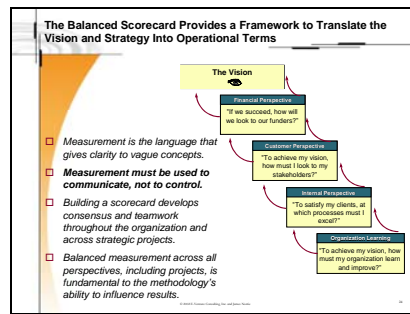 The Balanced Scorecard Provides a Framework to Translate the
Vision and Strategy Into Operational Terms
The Vision
Financial Perspective
"If we succeed, how will
we look to our funders?"
Customer Perspective
"To achieve my vision,
how must I look to my
stakeholders?"
Internal Perspective
"To satisfy my clients, at
which processes must I
excel?"
Organization Learning
"To achieve my vision, how
must my organization learn
and improve?"
Measurement is the language that
gives clarity to vague concepts.
Measurement must be used to
communicate, not to control.
Building a scorecard develops
consensus and teamwork
throughout the organization and
across strategic projects.
Balanced measurement across all
perspectives, including projects, is
fundamental to the methodology's
ability to influence results.